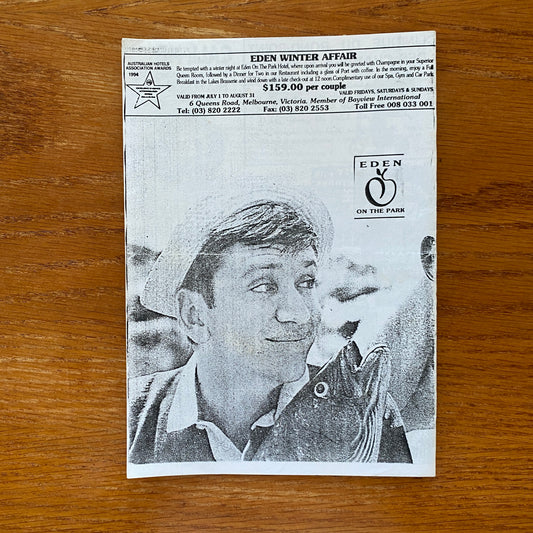 EDEN WINTER AFFAIR
AUSTRALIAN HOTELS
ASSOCIATION AWARDS
1994
Be tempted with a winter night at Eden On The Park Hotel, where upon arrival you will be greeted with Champagne in your Superior
Queen Room, followed by a Dinner for Two in our Restaurant including a glass of Port with coffee. In the morning, enjoy a Full
Breakfast in the Lakes Brasserie and wind down with a late check-out at 12 noon.Complimentary use of our Spa, Gym and Car Park.
$159.00 per couple
VALID FROM JULY 1 TO AUGUST 31
VALID FRIDAYS, SATURDAYS & SUNDAYS
6 Queens Road, Melbourne, Victoria. Member of Bayview International
Tel: (03) 820 2222 Fax: (03) 820 2553 Toll Free 008 033 001
EDEN
ON THE PARK